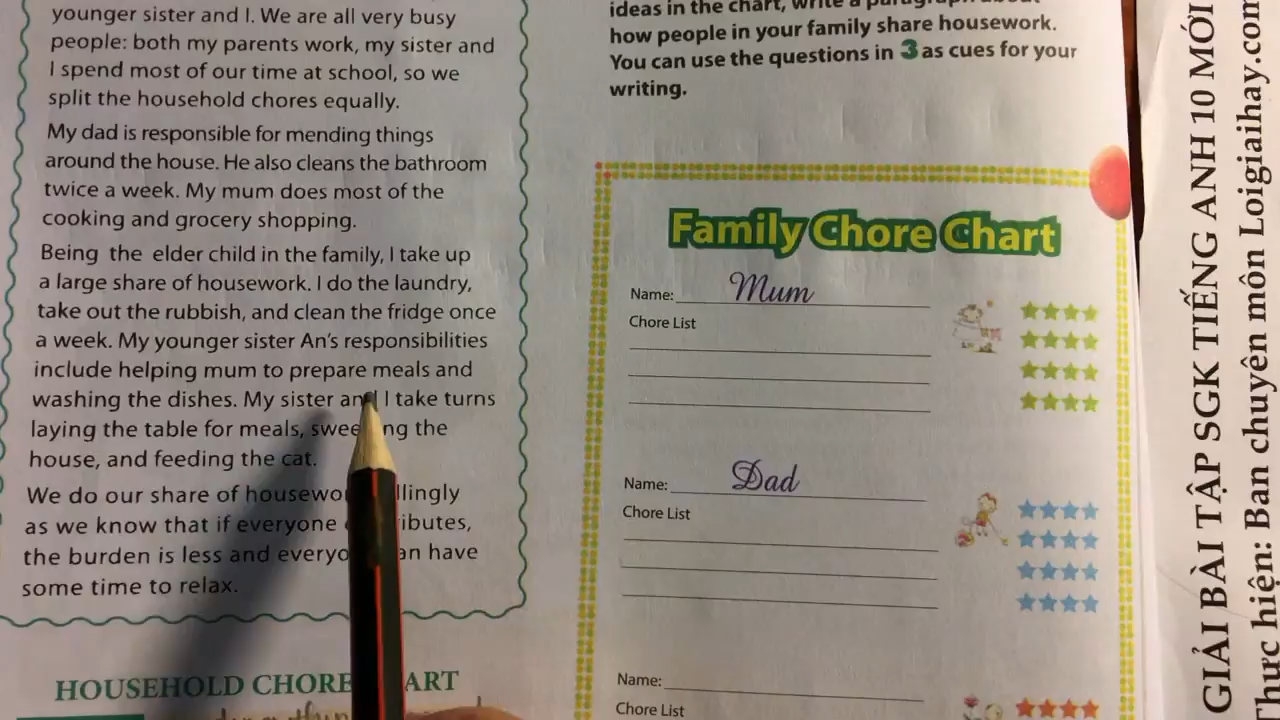 younger sister and I. We are all very busy
people: both my parents work, my sister and
I spend most of our time at school, so we
split the household chores equally.
My dad is responsible for mending things
around the house. He also cleans the bathroom
twice a week. My mum does most of the
cooking and grocery shopping.
Being the elder child in the family, I take up
a large share of housework. I do the laundry,
take out the rubbish, and clean the fridge once
a week. My younger sister An's responsibilities
include helping mum to prepare meals and
washing the dishes. My sister and I take turns
laying the table for meals, sweeping the
house, and feeding the cat.
We do our share of housework willingly
as we know that if everyone contributes,
the burden is less and everyone can have
some time to relax.
HOUSEHOLD CHORE CHART
ideas in the chart, write a paragraph about
how people in your family share housework.
You can use the questions in 3 as cues for your
writing.
Family Chore Chart
Name: Mum
Chore List
Name: Dad
Chore List
Name:
Chore List
GIẢI BÀI TẬP SGK TIẾNG ANH 10 MỚI
Thực hiện: Ban chuyên môn Loigiaihay.com